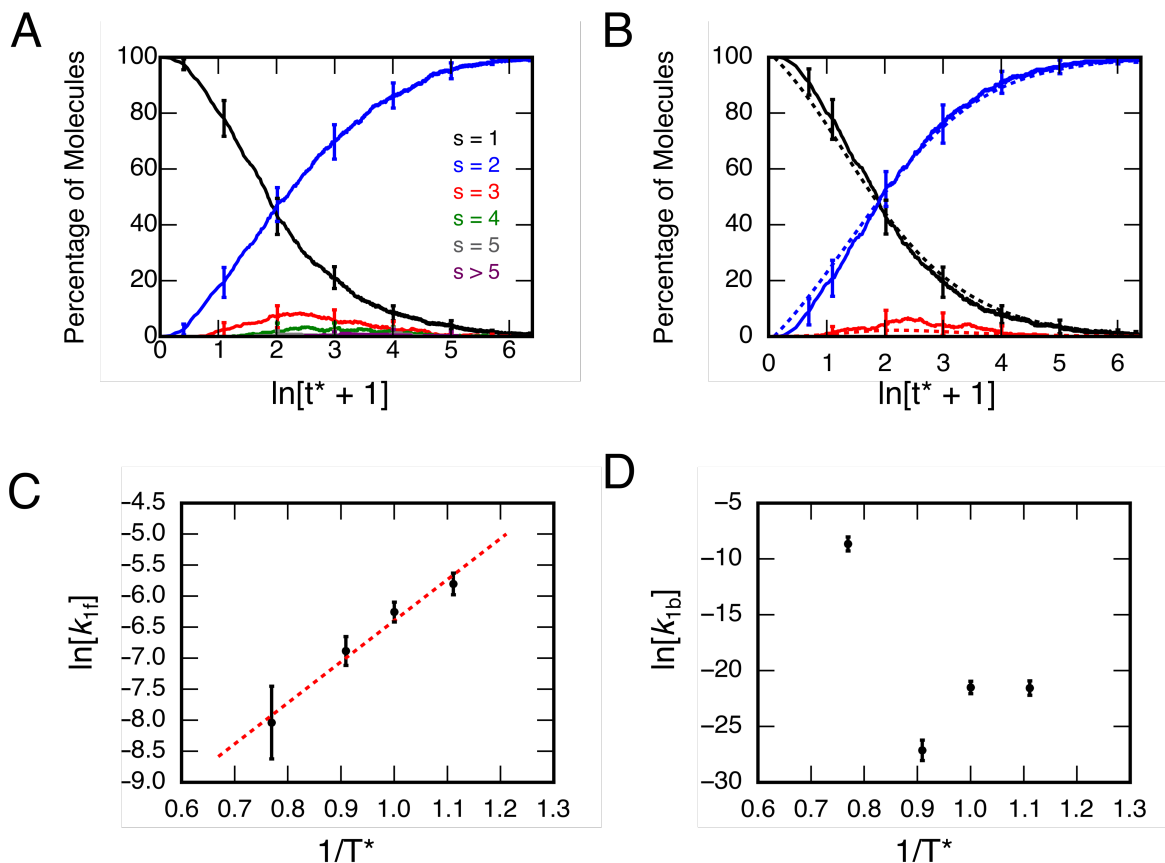 A
B
Percentage of Molecules
100
80
60
40
20
0
0 1 2 3 4 5 6
ln[t* + 1]
s = 1
s = 2
s = 3
s = 4
s = 5
s > 5
Percentage of Molecules
100
80
60
40
20
0
0 1 2 3 4 5 6
ln[t* + 1]
C
D
ln[k1f]
−4.5
−5.0
−5.5
−6.0
−6.5
−7.0
−7.5
−8.0
−8.5
−9.0
0.6 0.7 0.8 0.9 1.0 1.1 1.2 1.3
1/T*
ln[k1b]
−5
−10
−15
−20
−25
−30
0.6 0.7 0.8 0.9 1.0 1.1 1.2 1.3
1/T*